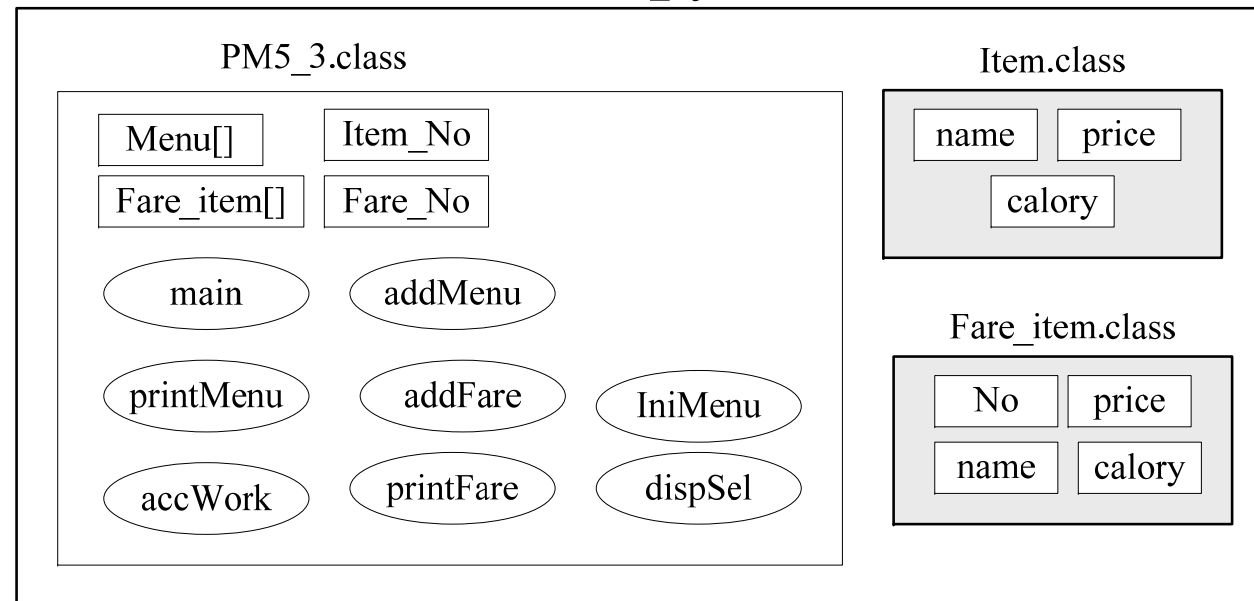 PM5_3.class
Menu[] Item_No
Fare_item[] Fare_No
main addMenu
printMenu addFare IniMenu
accWork printFare dispSel
Item.class
name price
calory
Fare_item.class
No price
name calory